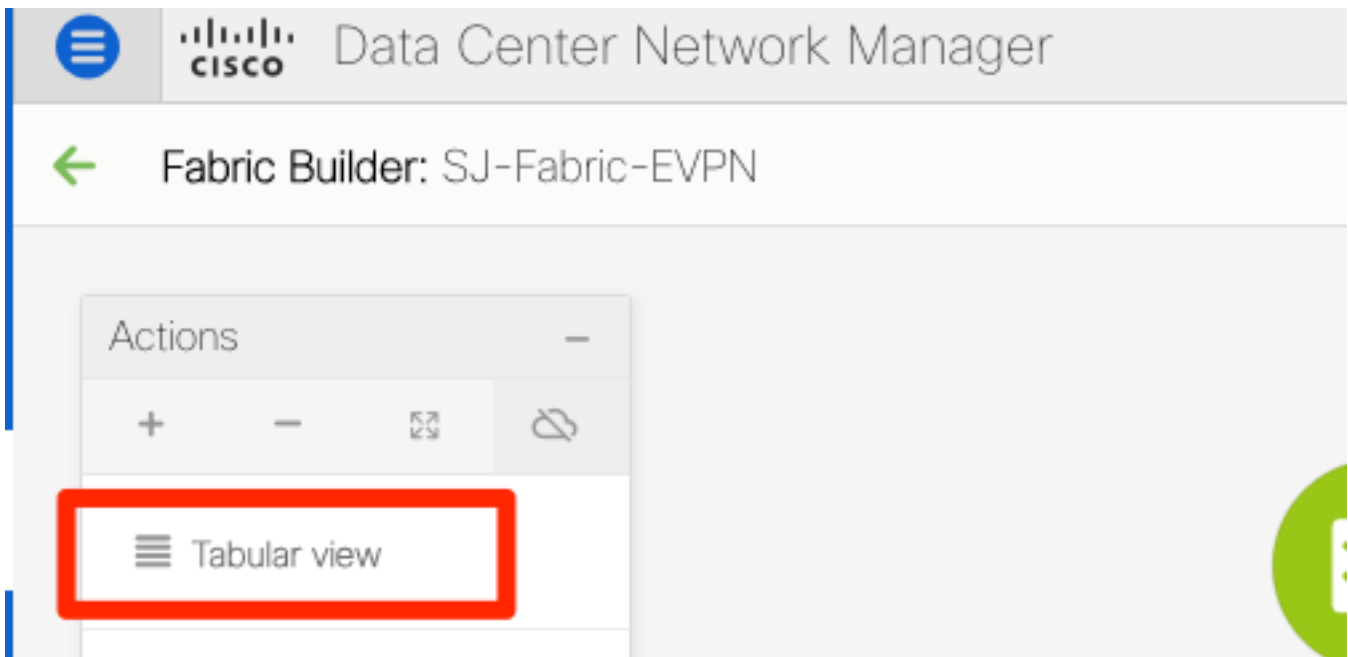 CISCO Data Center Network Manager
Fabric Builder: SJ-Fabric-EVPN
Actions
Tabular view